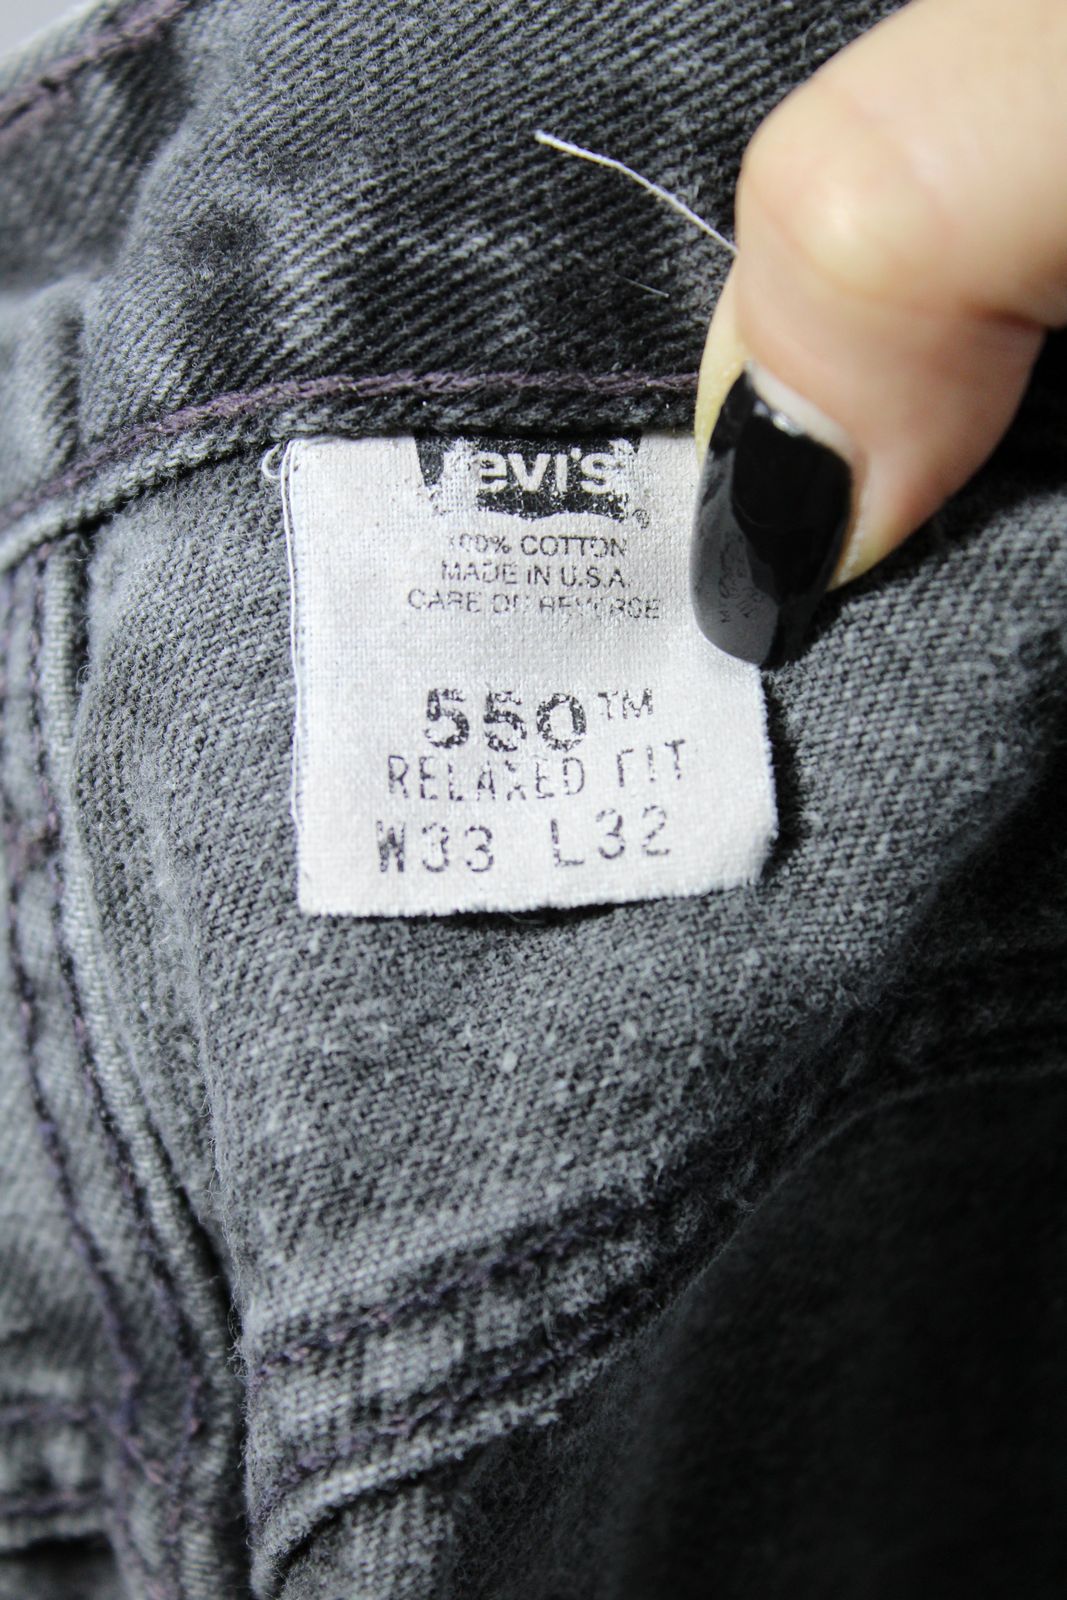 Levi's®
100% COTTON
MADE IN U.S.A.
CARE ON REVERSE
550™
RELAXED FIT
W33 L32